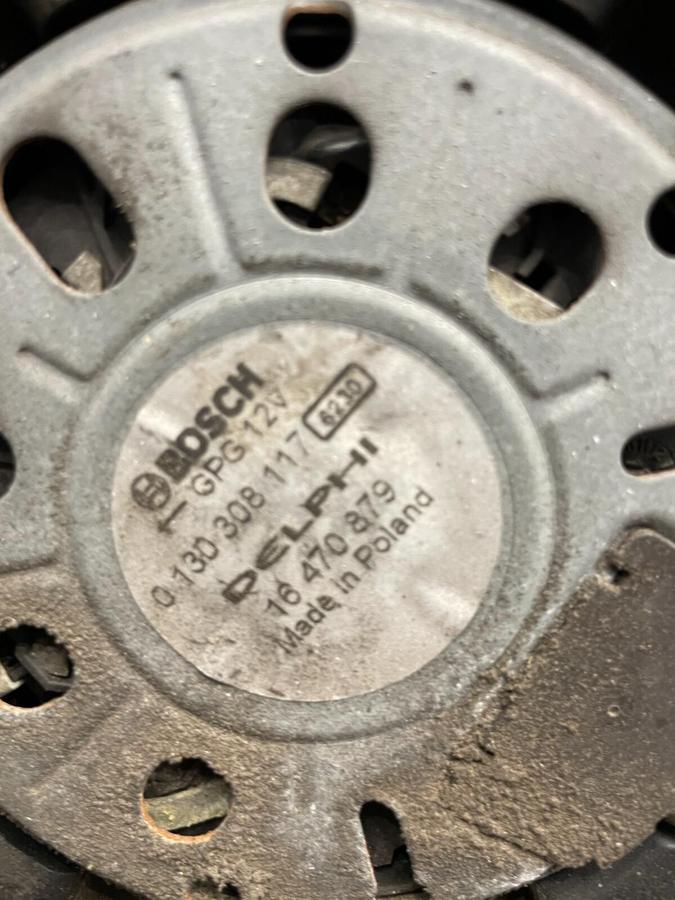 BOSCH
GPG 12V
0 130 308 117 6230
DELPHI
16 470 879
Made in Poland